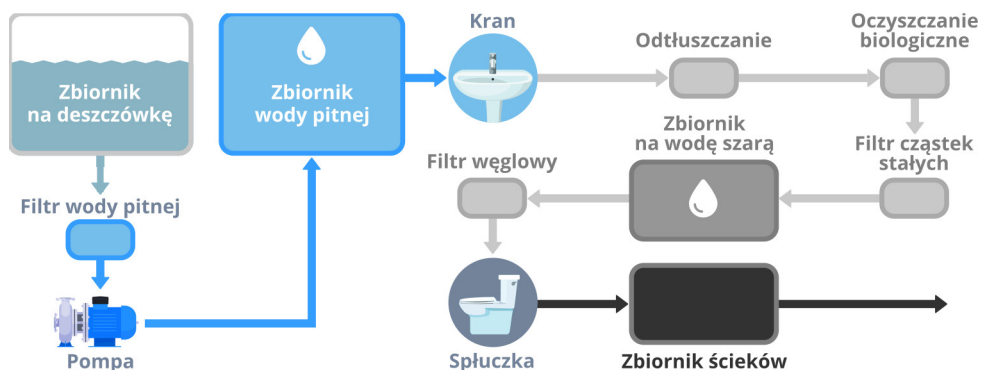 Zbiornik
na deszczówkę
Filtr wody pitnej
Pompa
Zbiornik
wody pitnej
Kran
Odtłuszczanie
Oczyszczanie
biologiczne
Filtr cząstek
stałych
Zbiornik
na wodę szarą
Filtr węglowy
Spłuczka
Zbiornik ścieków